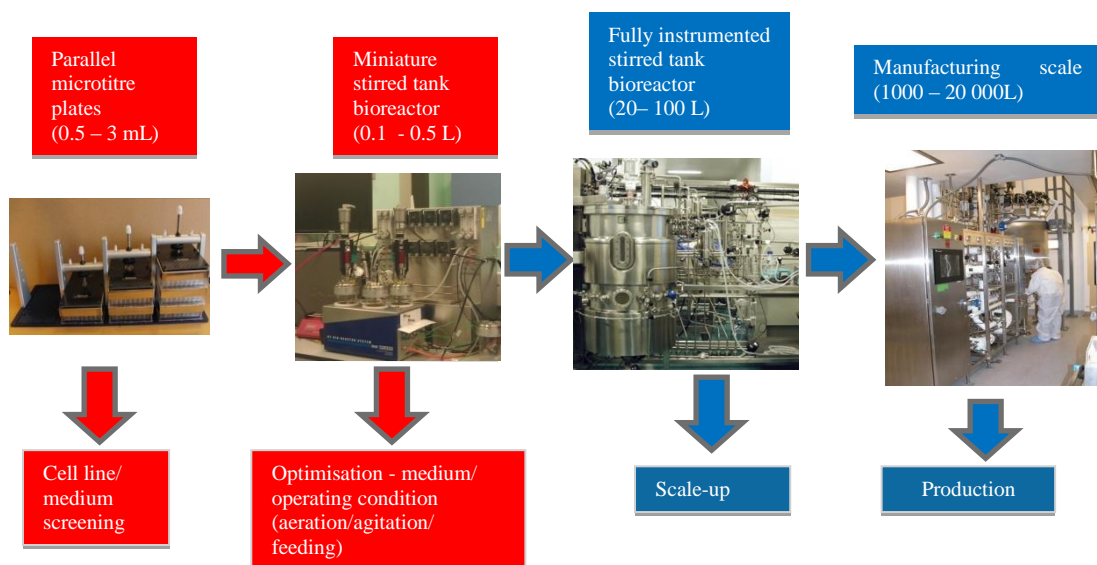 Parallel
microtitre
plates
(0.5 – 3 mL)
Miniature
stirred tank
bioreactor
(0.1 - 0.5 L)
Fully instrumented
stirred tank
bioreactor
(20– 100 L)
Manufacturing scale
(1000 – 20 000L)
Cell line/
medium
screening
Optimisation - medium/
operating condition
(aeration/agitation/
feeding)
Scale-up
Production